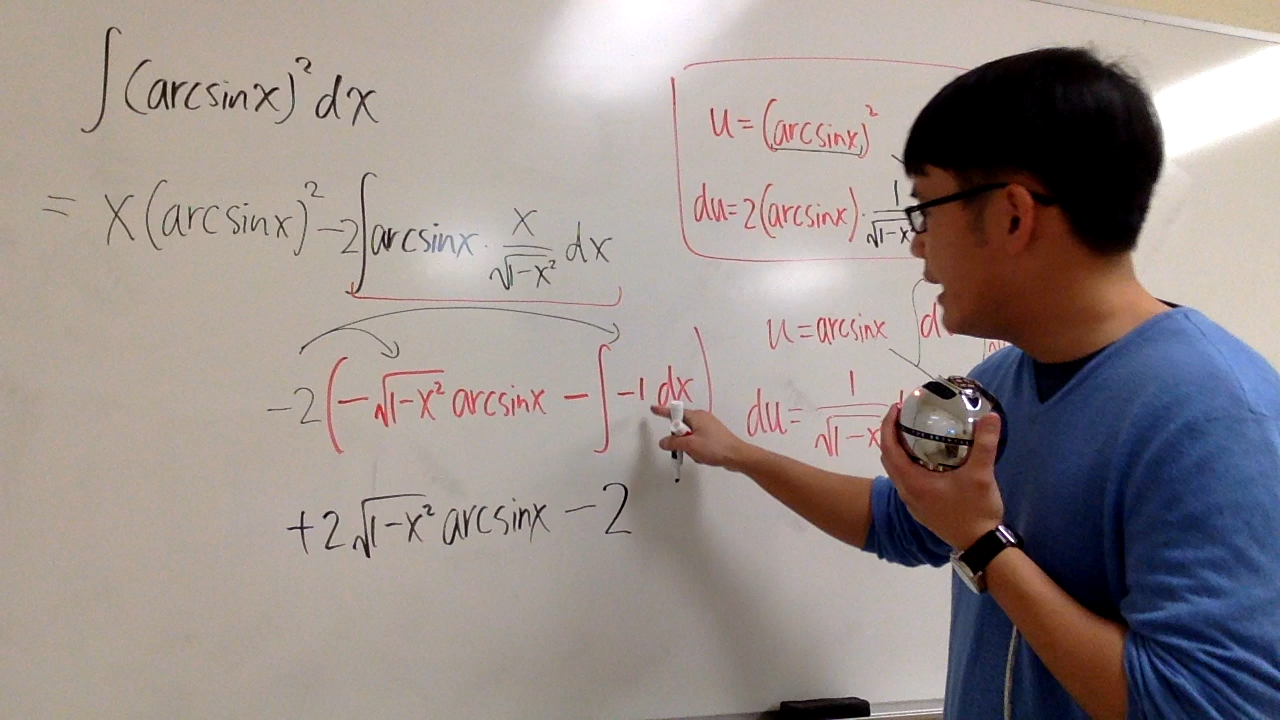 ∫(arcsinx)² dx
= x(arcsinx)² -2∫arcsinx · x/√(1-x²) dx
-2(-√(1-x²) arcsinx - ∫-1 dx)
+2√(1-x²) arcsinx - 2
u = (arcsinx)²
du = 2(arcsinx) · 1/√(1-x²
u = arcsinx
du = 1/√(1-x